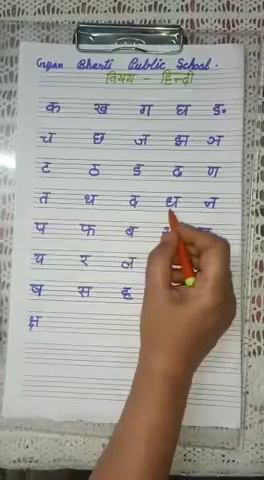 Gyan Bharti Public School.
विषय - हिन्दी
क ख ग घ ङ
च छ ज झ ञ
ट ठ ड ढ ण
त थ द ध न
प फ ब
य र ल
ष स ह
क्ष